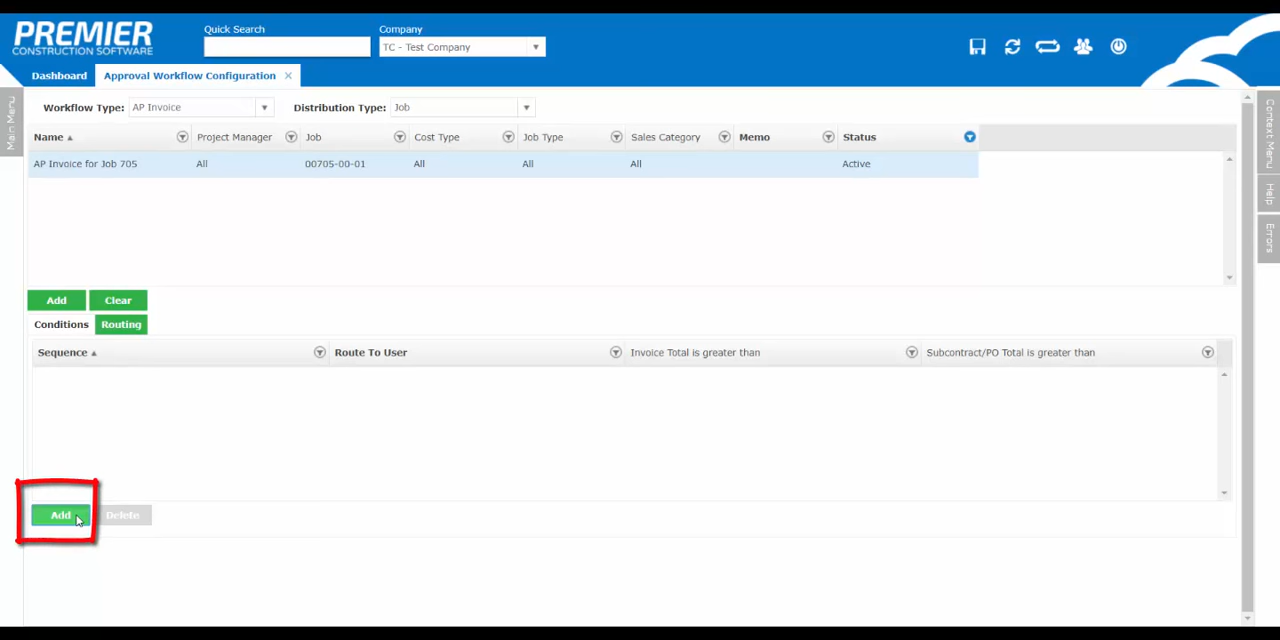 PREMIER
CONSTRUCTION SOFTWARE
Quick Search
Company
TC - Test Company
Dashboard
Approval Workflow Configuration
Main Menu
Context Menu
Help
Errors
Workflow Type: AP Invoice
Distribution Type: Job
Name Project Manager Job Cost Type Job Type Sales Category Memo Status
AP Invoice for Job 705 All 00705-00-01 All All All Active
Add Clear
Conditions Routing
Sequence Route To User Invoice Total is greater than Subcontract/PO Total is greater than
Add Delete